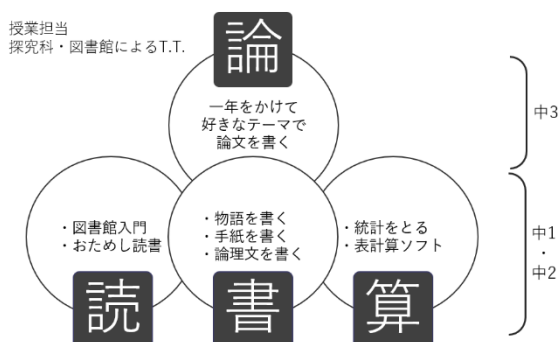 授業担当
探究科・図書館によるT.T.
論
一年をかけて
好きなテーマで
論文を書く
中3
・図書館入門
・おためし読書
読
・物語を書く
・手紙を書く
・論理文を書く
書
・統計をとる
・表計算ソフト
算
中1
・
中2